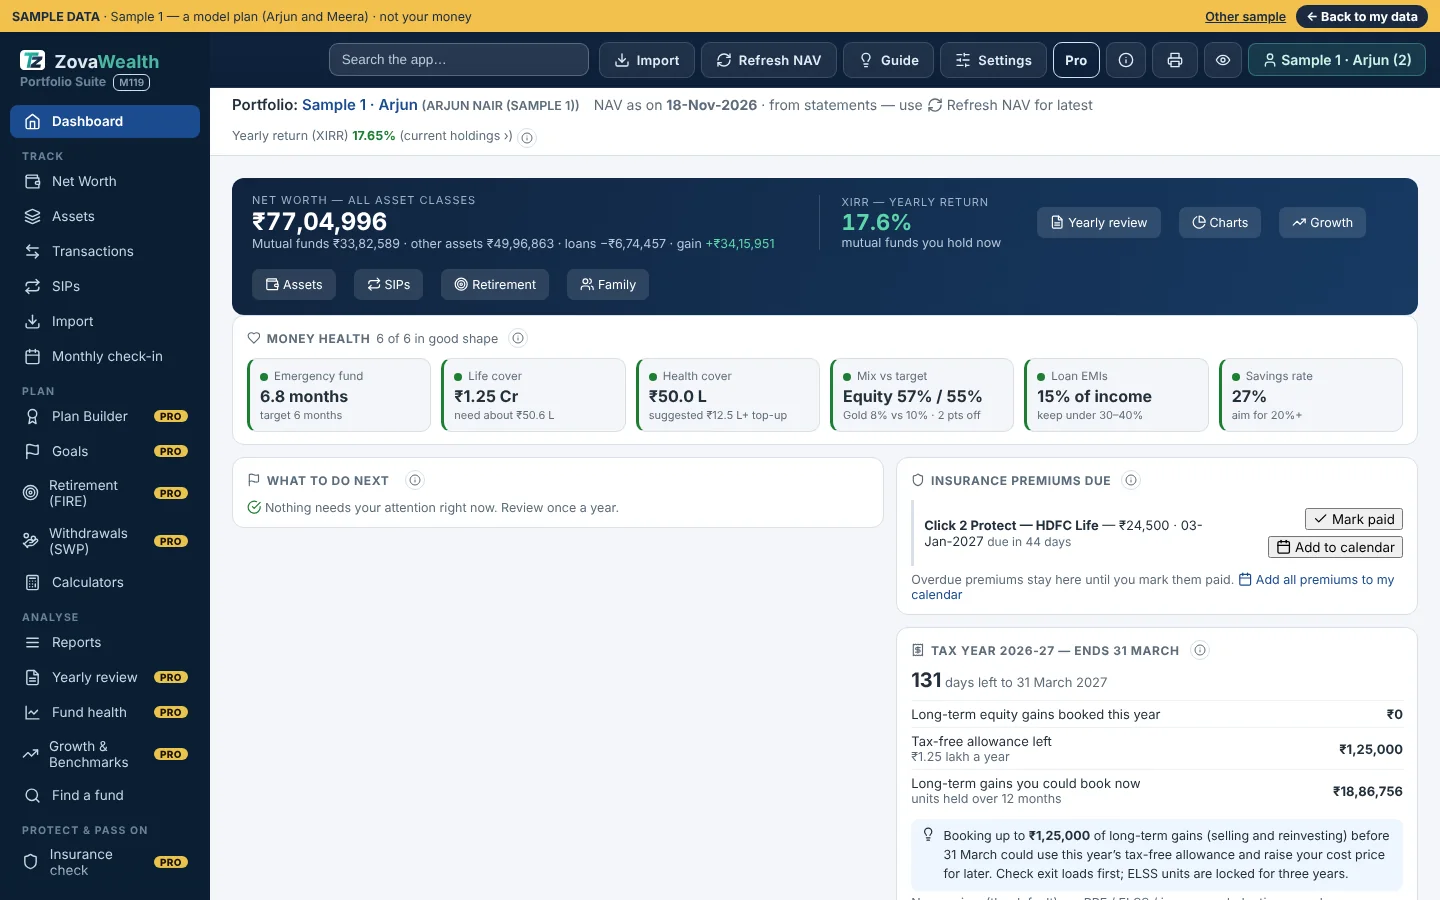 SAMPLE DATA · Sample 1 — a model plan (Arjun and Meera) · not your money
Other sample
← Back to my data
ZovaWealth
Portfolio Suite M119
Search the app…
Import
Refresh NAV
Guide
Settings
Pro
Sample 1 · Arjun (2)
Dashboard
TRACK
Net Worth
Assets
Transactions
SIPs
Import
Monthly check-in
PLAN
Plan Builder PRO
Goals PRO
Retirement
(FIRE) PRO
Withdrawals
(SWP) PRO
Calculators
ANALYSE
Reports
Yearly review PRO
Fund health PRO
Growth &
Benchmarks PRO
Find a fund
PROTECT & PASS ON
Insurance
check PRO
Portfolio: Sample 1 · Arjun (ARJUN NAIR (SAMPLE 1)) NAV as on 18-Nov-2026 · from statements — use Refresh NAV for latest
Yearly return (XIRR) 17.65% (current holdings ›)
NET WORTH — ALL ASSET CLASSES
₹77,04,996
Mutual funds ₹33,82,589 · other assets ₹49,96,863 · loans −₹6,74,457 · gain +₹34,15,951
XIRR — YEARLY RETURN
17.6%
mutual funds you hold now
Yearly review
Charts
Growth
Assets
SIPs
Retirement
Family
MONEY HEALTH 6 of 6 in good shape
Emergency fund
6.8 months
target 6 months
Life cover
₹1.25 Cr
need about ₹50.6 L
Health cover
₹50.0 L
suggested ₹12.5 L+ top-up
Mix vs target
Equity 57% / 55%
Gold 8% vs 10% · 2 pts off
Loan EMIs
15% of income
keep under 30–40%
Savings rate
27%
aim for 20%+
WHAT TO DO NEXT
Nothing needs your attention right now. Review once a year.
INSURANCE PREMIUMS DUE
Click 2 Protect — HDFC Life — ₹24,500 · 03-
Jan-2027 due in 44 days
Mark paid
Add to calendar
Overdue premiums stay here until you mark them paid. Add all premiums to my
calendar
TAX YEAR 2026-27 — ENDS 31 MARCH
131 days left to 31 March 2027
Long-term equity gains booked this year ₹0
Tax-free allowance left
₹1.25 lakh a year
₹1,25,000
Long-term gains you could book now
units held over 12 months
₹18,86,756
Booking up to ₹1,25,000 of long-term gains (selling and reinvesting) before
31 March could use this year's tax-free allowance and raise your cost price
for later. Check exit loads first; ELSS units are locked for three years.